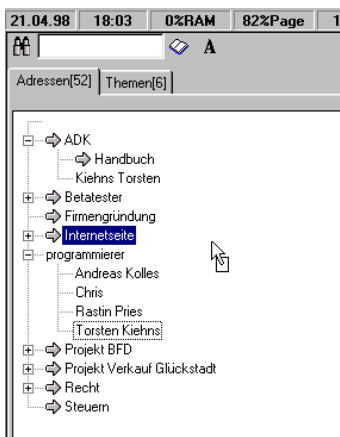 21.04.98 18:03 0%RAM 82%Page 1
A
Adressen[52] Themen[6]
ADK
Handbuch
Kiehns Torsten
Betatester
Firmengründung
Internetseite
programmierer
Andreas Kolles
Chris
Rastin Pries
Torsten Kiehns
Projekt BFD
Projekt Verkauf Glückstadt
Recht
Steuern